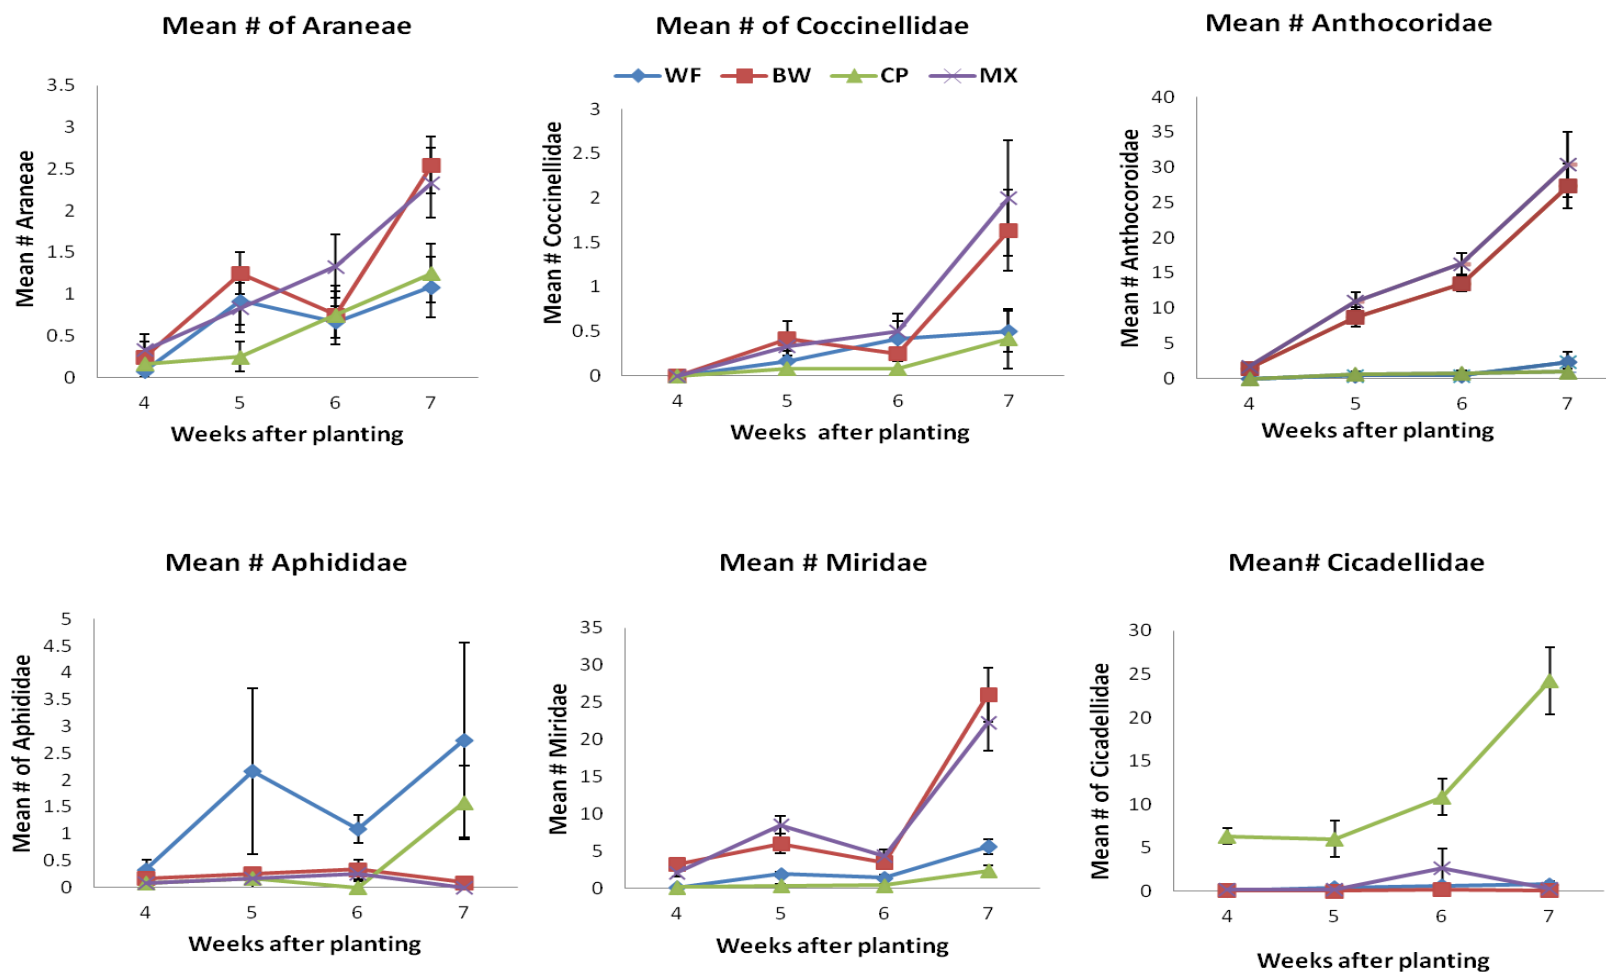 Mean # of Araneae
3.5
3
2.5
2
1.5
1
0.5
0
Mean # Araneae
4 5 6 7
Weeks after planting
Mean # of Coccinellidae
WF BW CP MX
3
2.5
2
1.5
1
0.5
0
Mean # Coccinellidae
4 5 6 7
Weeks after planting
Mean # Anthocoridae
40
35
30
25
20
15
10
5
0
Mean # Anthocoroidae
4 5 6 7
Weeks after planting
Mean # Aphididae
5
4.5
4
3.5
3
2.5
2
1.5
1
0.5
0
Mean # of Aphididae
4 5 6 7
Weeks after planting
Mean # Miridae
35
30
25
20
15
10
5
0
Mean # Miridae
4 5 6 7
Weeks after planting
Mean# Cicadellidae
30
25
20
15
10
5
0
Mean # of Cicadellidae
4 5 6 7
Weeks after planting